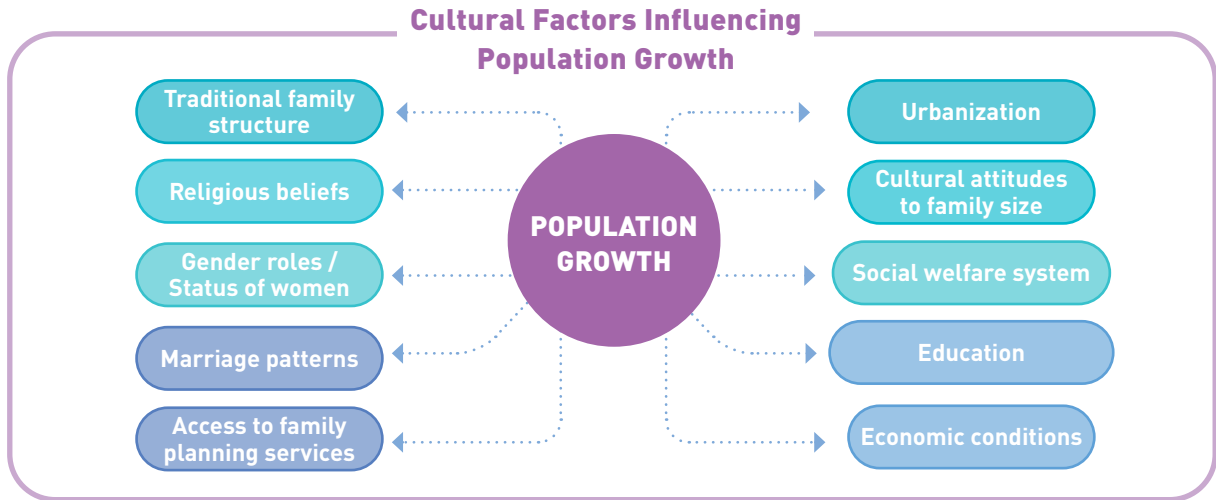 Cultural Factors Influencing
Population Growth
Traditional family
structure
Religious beliefs
Gender roles /
Status of women
Marriage patterns
Access to family
planning services
POPULATION
GROWTH
Urbanization
Cultural attitudes
to family size
Social welfare system
Education
Economic conditions